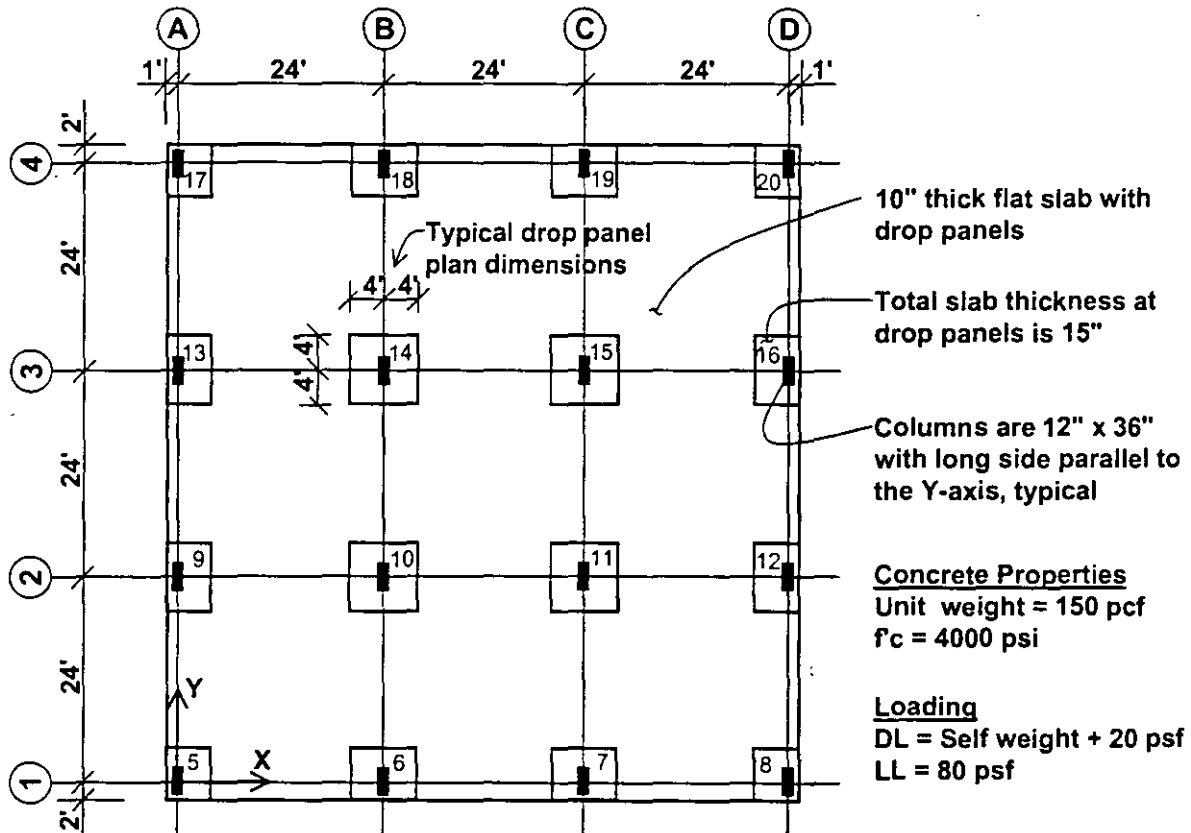 A B C D
1' 24' 24' 24' 1'
2'
4
17 18 19 20
10" thick flat slab with
drop panels
Typical drop panel
plan dimensions
24'
4' 4'
Total slab thickness at
drop panels is 15"
3
13 14 15 16
4'
4'
Columns are 12" x 36"
with long side parallel to
the Y-axis, typical
24'
2
9 10 11 12
Concrete Properties
Unit weight = 150 pcf
f'c = 4000 psi
24'
Y
Loading
DL = Self weight + 20 psf
LL = 80 psf
X
1
5 6 7 8
2'